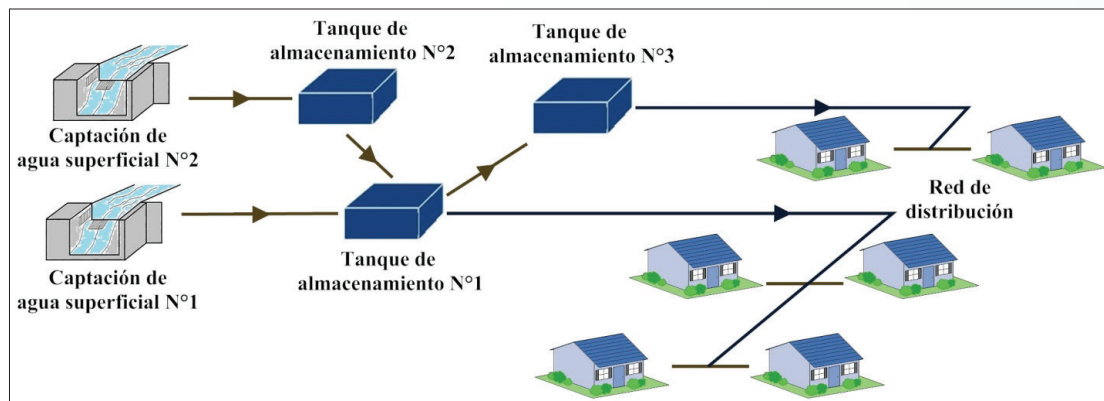 Tanque de
almacenamiento N°2
Tanque de
almacenamiento N°3
Captación de
agua superficial N°2
Red de
distribución
Captación de
agua superficial N°1
Tanque de
almacenamiento N°1